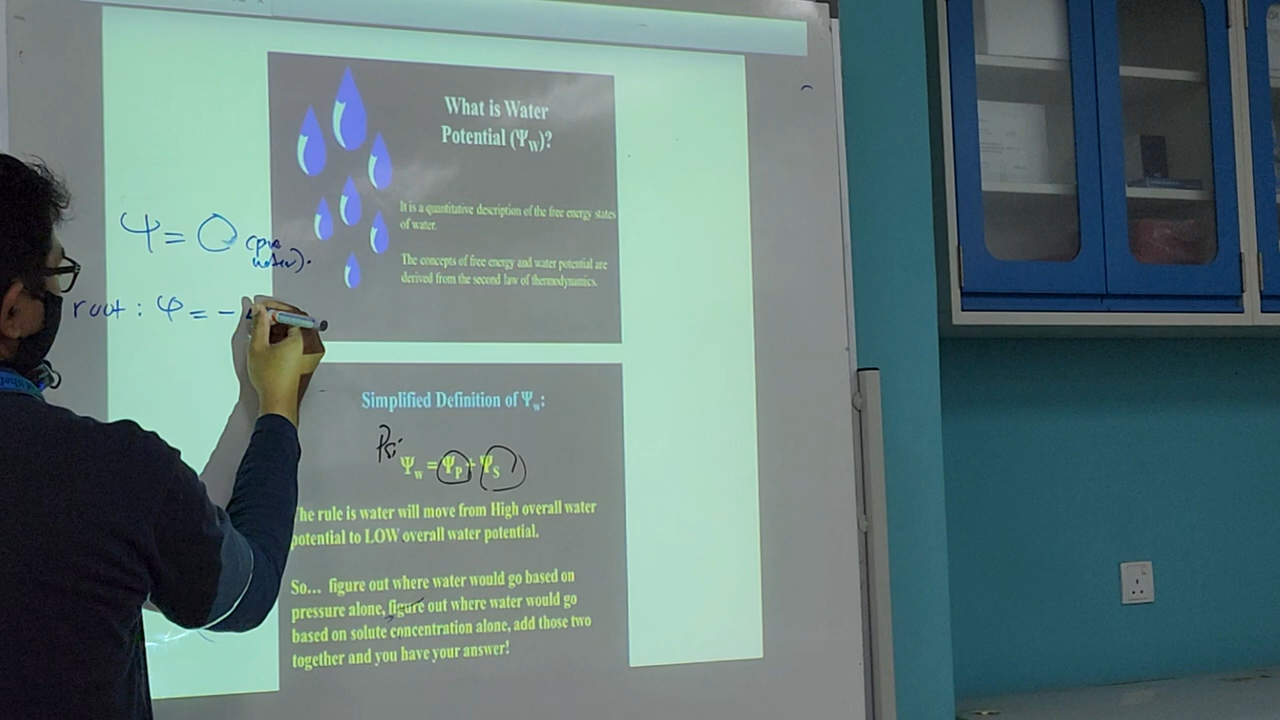 What is Water
Potential (Ψw)?
It is a quantitative description of the free energy states
of water.
The concepts of free energy and water potential are
derived from the second law of thermodynamics.
Ψ = O (pure
water).
root : Ψ = -
Simplified Definition of Ψw:
Psi
Ψw = ΨP + ΨS
The rule is water will move from High overall water
potential to LOW overall water potential.
So... figure out where water would go based on
pressure alone, figure out where water would go
based on solute concentration alone, add those two
together and you have your answer!